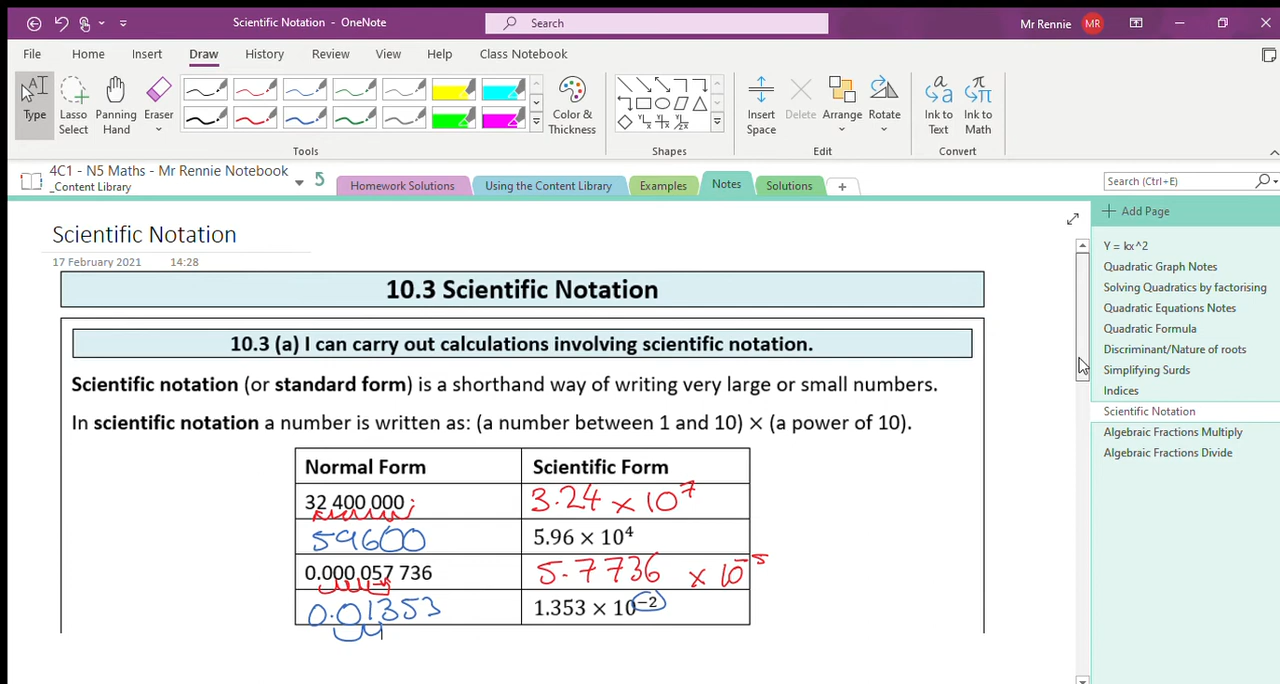 Scientific Notation - OneNote
Search
Mr Rennie MR
File Home Insert Draw History Review View Help Class Notebook
Type
Lasso Select
Panning Hand
Eraser
Color & Thickness
Insert Space
Delete
Arrange
Rotate
Ink to Text
Ink to Math
Tools Shapes Edit Convert
4C1 - N5 Maths - Mr Rennie Notebook
_Content Library
Homework Solutions Using the Content Library Examples Notes Solutions +
Search (Ctrl+E)
Add Page
Y = kx^2
Quadratic Graph Notes
Solving Quadratics by factorising
Quadratic Equations Notes
Quadratic Formula
Discriminant/Nature of roots
Simplifying Surds
Indices
Scientific Notation
Algebraic Fractions Multiply
Algebraic Fractions Divide
Scientific Notation
17 February 2021 14:28
10.3 Scientific Notation
10.3 (a) I can carry out calculations involving scientific notation.
Scientific notation (or standard form) is a shorthand way of writing very large or small numbers.
In scientific notation a number is written as: (a number between 1 and 10) × (a power of 10).
Normal Form Scientific Form
32 400 000 3.24 × 10⁷
59600 5.96 × 10⁴
0.000 057 736 5.7736 × 10⁻⁵
0.01353 1.353 × 10⁻²